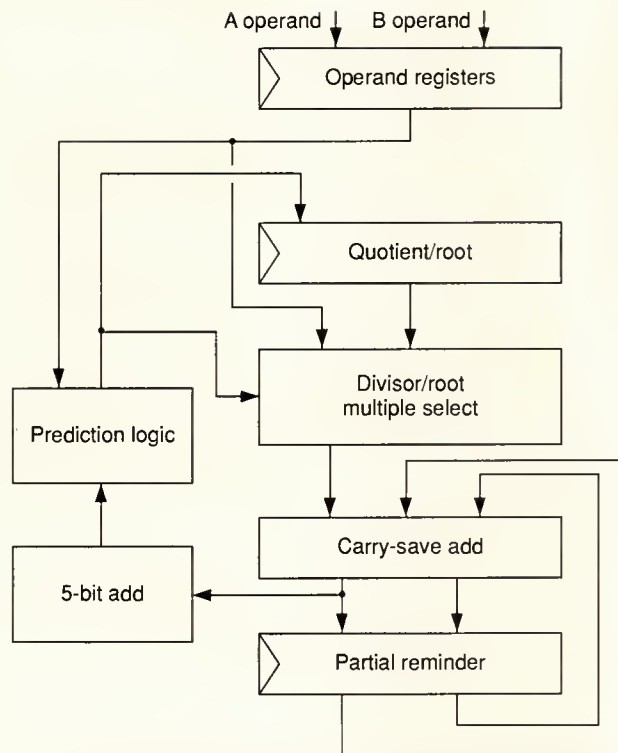 A operand B operand
Operand registers
Quotient/root
Divisor/root
multiple select
Prediction logic
Carry-save add
5-bit add
Partial reminder